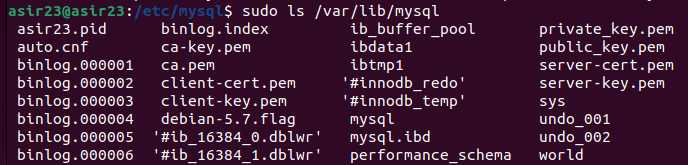 asir23@asir23:/etc/mysql$ sudo ls /var/lib/mysql
asir23.pid binlog.index ib_buffer_pool private_key.pem
auto.cnf ca-key.pem ibdata1 public_key.pem
binlog.000001 ca.pem ibtmp1 server-cert.pem
binlog.000002 client-cert.pem '#innodb_redo' server-key.pem
binlog.000003 client-key.pem '#innodb_temp' sys
binlog.000004 debian-5.7.flag mysql undo_001
binlog.000005 '#ib_16384_0.dblwr' mysql.ibd undo_002
binlog.000006 '#ib_16384_1.dblwr' performance_schema world